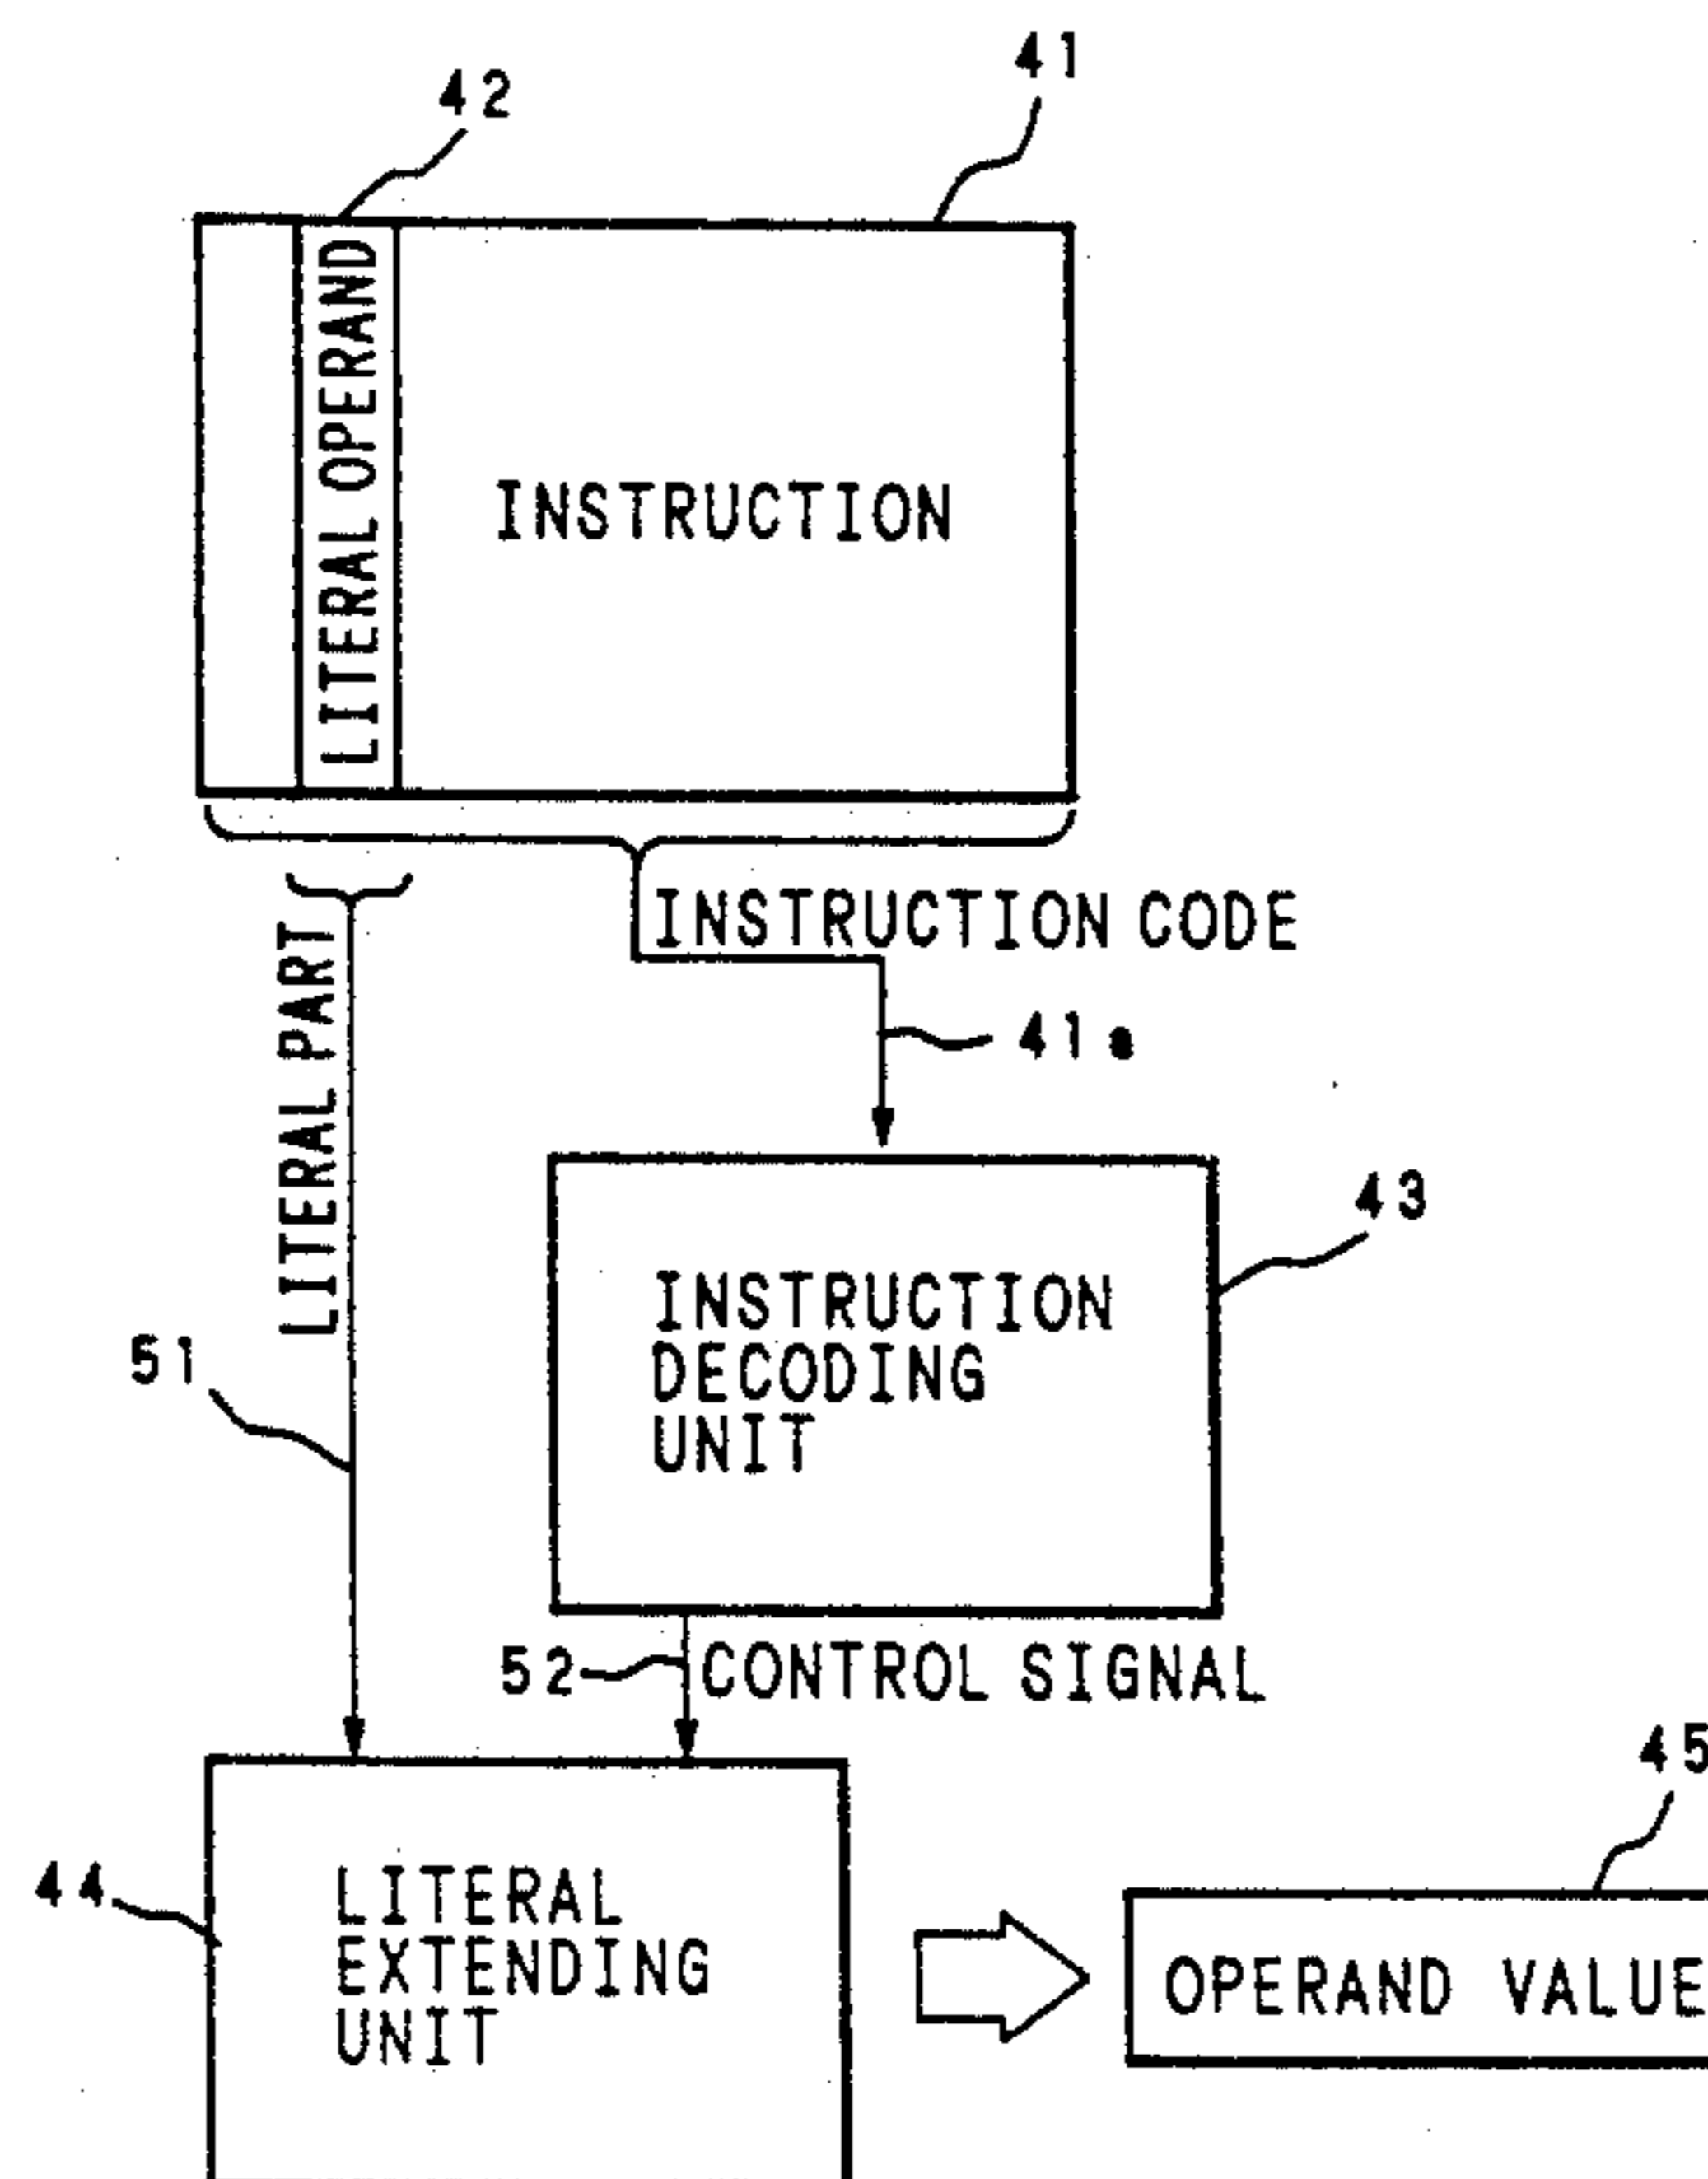 41
42
LITERAL OPERAND
INSTRUCTION
INSTRUCTION CODE
LITERAL PART
41a
43
INSTRUCTION
DECODING
UNIT
51
52
CONTROL SIGNAL
45
44
LITERAL
EXTENDING
UNIT
OPERAND VALUE